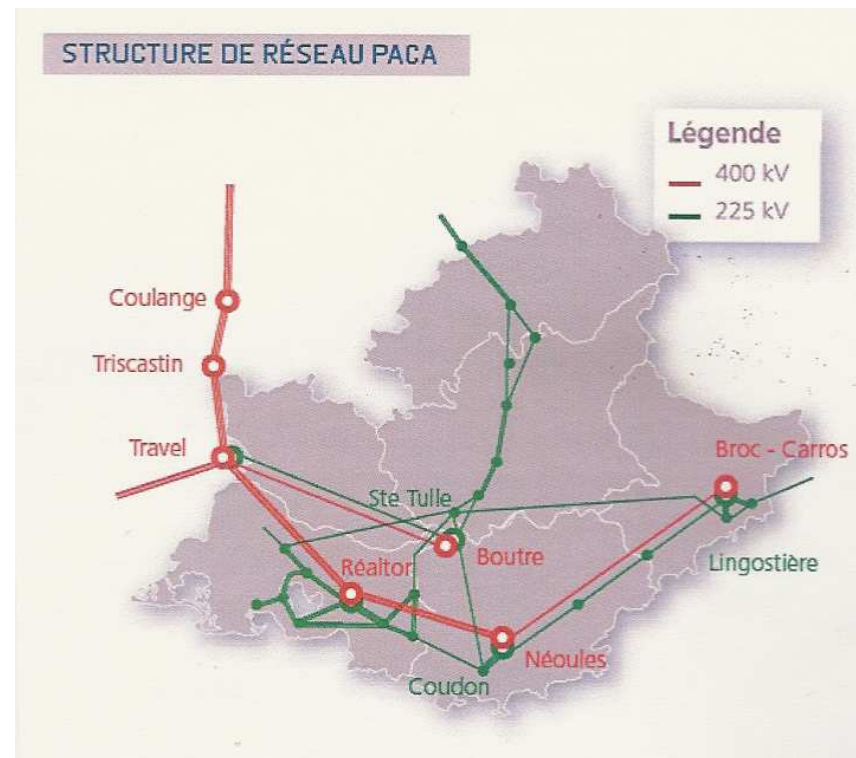 STRUCTURE DE RÉSEAU PACA
Légende
400 kV
225 kV
Coulange
Triscastin
Travel
Broc - Carros
Ste Tulle
Boutre
Réaltor
Lingostière
Néoules
Coudon